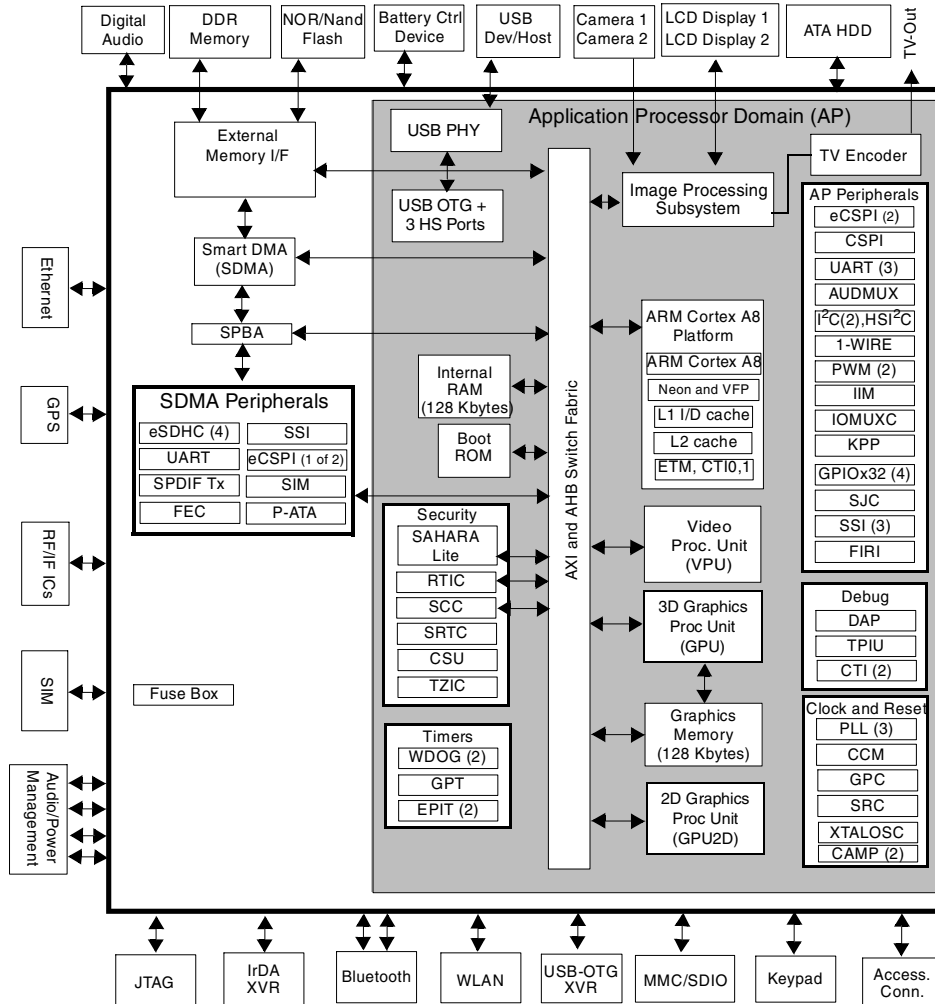 Digital
Audio
DDR
Memory
NOR/Nand
Flash
Battery Ctrl
Device
USB
Dev/Host
Camera 1
Camera 2
LCD Display 1
LCD Display 2
ATA HDD
TV-Out
Application Processor Domain (AP)
External
Memory I/F
USB PHY
USB OTG +
3 HS Ports
Smart DMA
(SDMA)
SPBA
SDMA Peripherals
eSDHC (4)
SSI
UART
eCSPI (1 of 2)
SPDIF Tx
SIM
FEC
P-ATA
Fuse Box
Internal
RAM
(128 Kbytes)
Boot
ROM
Security
SAHARA
Lite
RTIC
SCC
SRTC
CSU
TZIC
Timers
WDOG (2)
GPT
EPIT (2)
AXI and AHB Switch Fabric
Image Processing
Subsystem
TV Encoder
ARM Cortex A8
Platform
ARM Cortex A8
Neon and VFP
L1 I/D cache
L2 cache
ETM, CTI0,1
Video
Proc. Unit
(VPU)
3D Graphics
Proc Unit
(GPU)
Graphics
Memory
(128 Kbytes)
2D Graphics
Proc Unit
(GPU2D)
AP Peripherals
eCSPI (2)
CSPI
UART (3)
AUDMUX
I²C(2),HSI²C
1-WIRE
PWM (2)
IIM
IOMUXC
KPP
GPIOx32 (4)
SJC
SSI (3)
FIRI
Debug
DAP
TPIU
CTI (2)
Clock and Reset
PLL (3)
CCM
GPC
SRC
XTALOSC
CAMP (2)
Ethernet
GPS
RF/IF ICs
SIM
Audio/Power
Management
JTAG
IrDA
XVR
Bluetooth
WLAN
USB-OTG
XVR
MMC/SDIO
Keypad
Access.
Conn.